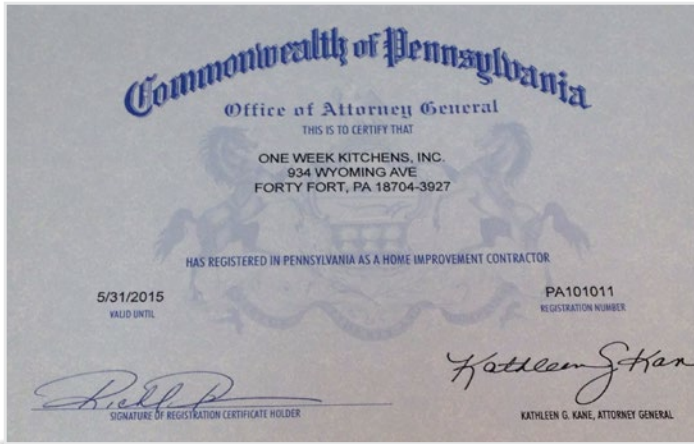 Commonwealth of Pennsylvania
Office of Attorney General
THIS IS TO CERTIFY THAT
ONE WEEK KITCHENS, INC.
934 WYOMING AVE
FORTY FORT, PA 18704-3927
HAS REGISTERED IN PENNSYLVANIA AS A HOME IMPROVEMENT CONTRACTOR
5/31/2015
VALID UNTIL
PA101011
REGISTRATION NUMBER
Kathleen G. Kan
SIGNATURE OF REGISTRATION CERTIFICATE HOLDER
KATHLEEN G. KANE, ATTORNEY GENERAL